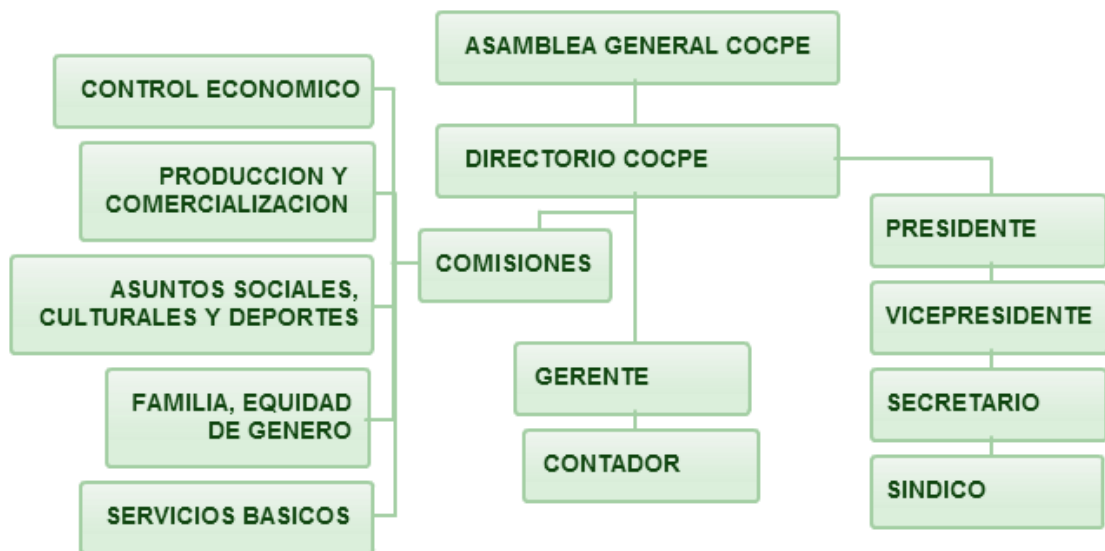 ASAMBLEA GENERAL COCPE
DIRECTORIO COCPE
CONTROL ECONOMICO
PRODUCCION Y
COMERCIALIZACION
ASUNTOS SOCIALES,
CULTURALES Y DEPORTES
FAMILIA, EQUIDAD
DE GENERO
SERVICIOS BASICOS
COMISIONES
GERENTE
CONTADOR
PRESIDENTE
VICEPRESIDENTE
SECRETARIO
SINDICO